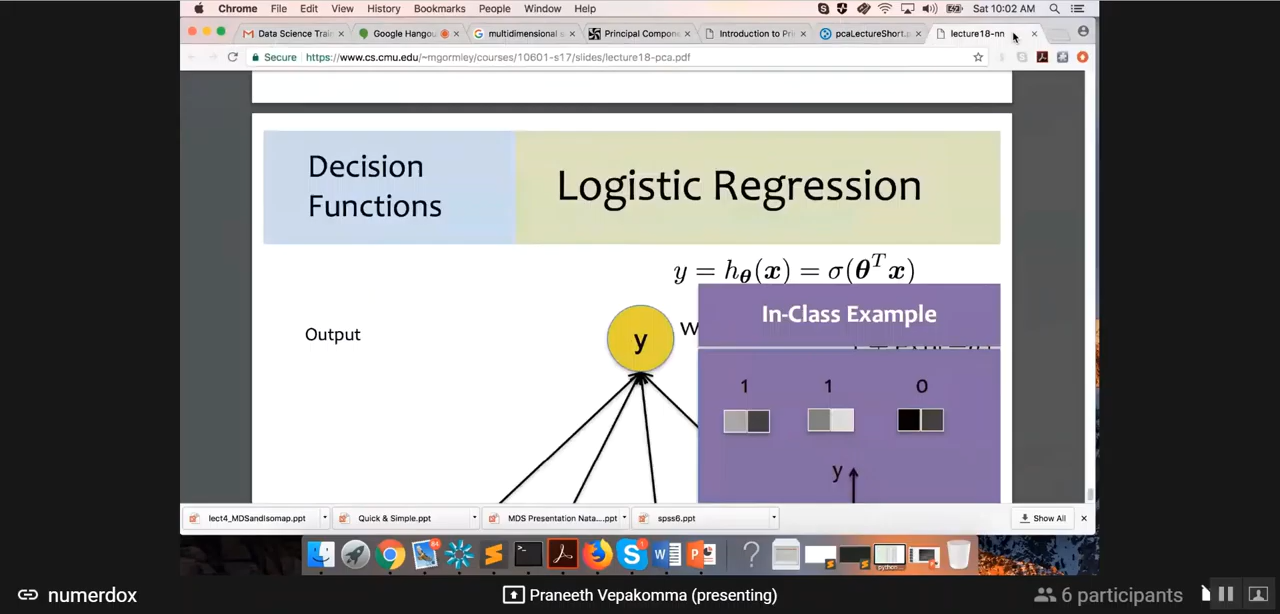 Chrome File Edit View History Bookmarks People Window Help Sat 10:02 AM
Data Science Train Google Hangou multidimensional s Principal Compone Introduction to Pri pcaLectureShort.p lecture18-nn
Secure https://www.cs.cmu.edu/~mgormley/courses/10601-s17/slides/lecture18-pca.pdf
Decision
Functions
Logistic Regression
y = hθ(x) = σ(θᵀx)
In-Class Example
Output
y
w
1 1 0
y
lect4_MDSandIsomap.ppt Quick & Simple.ppt MDS Presentation Nata....ppt spss6.ppt Show All
numerdox
Praneeth Vepakomma (presenting)
6 participants